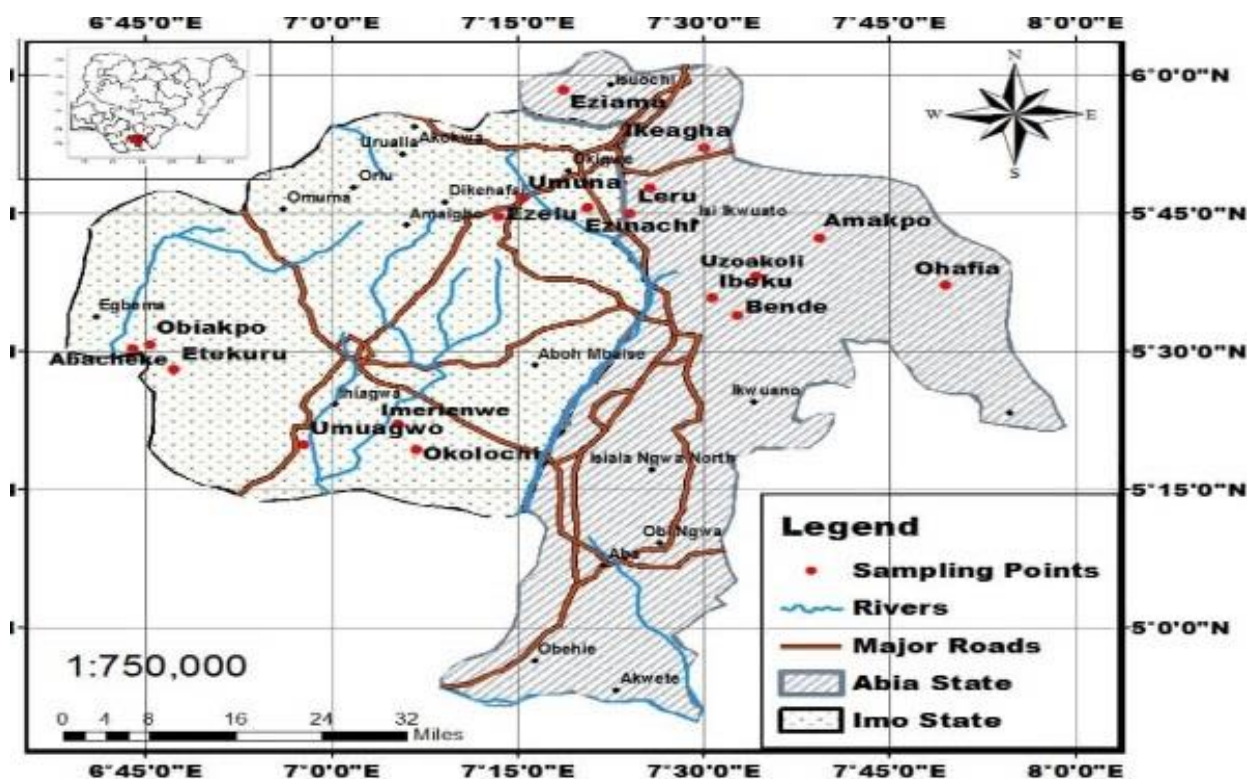 6°45'0"E 7°0'0"E 7°15'0"E 7°30'0"E 7°45'0"E 8°0'0"E
N
W E
S
6°0'0"N
5°45'0"N
5°30'0"N
5°15'0"N
5°0'0"N
Isuochi
Eziama
Ikeagha
Akokwa
Urualla
Okigwe
Orlu
Omuma
Dikenafa
Umuna
Leru
Amaigbo
Ezelu
Ezinachi
Isi Ikwuato
Amakpo
Uzoakoli
Ibeku
Ohafia
Bende
Egbema
Obiakpo
Abacheke
Etekuru
Aboh Mbaise
Ikwuano
Iniagwa
Imerienwe
Umuagwo
Okolochi
Isiala Ngwa North
Obi Ngwa
Aba
Obehie
Akwete
Legend
Sampling Points
Rivers
Major Roads
Abia State
Imo State
1:750,000
0 4 8 16 24 32
Miles
6°45'0"E 7°0'0"E 7°15'0"E 7°30'0"E 7°45'0"E 8°0'0"E